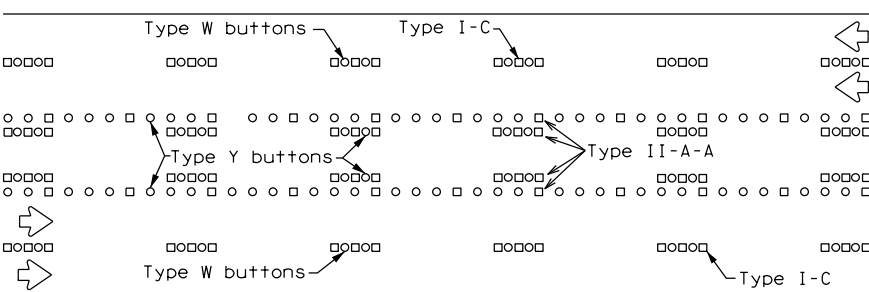 Type W buttons
Type I-C
Type Y buttons
Type II-A-A
Type W buttons
Type I-C